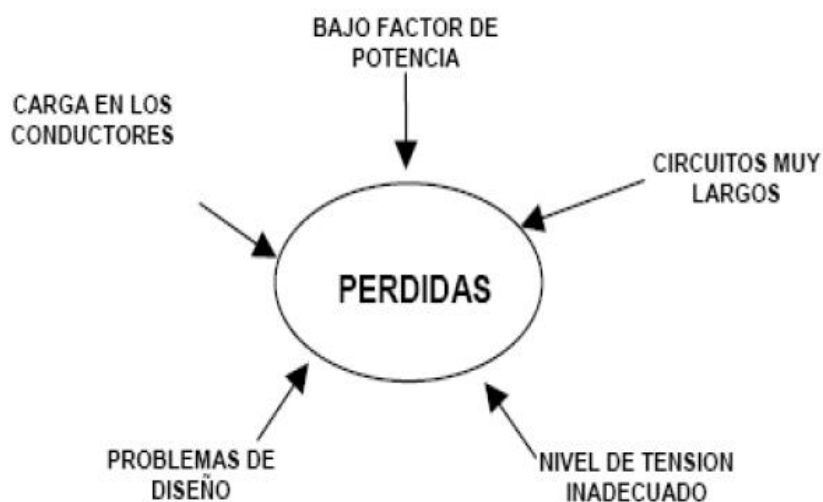 BAJO FACTOR DE
POTENCIA
CARGA EN LOS
CONDUCTORES
CIRCUITOS MUY
LARGOS
PERDIDAS
PROBLEMAS DE
DISEÑO
NIVEL DE TENSION
INADECUADO